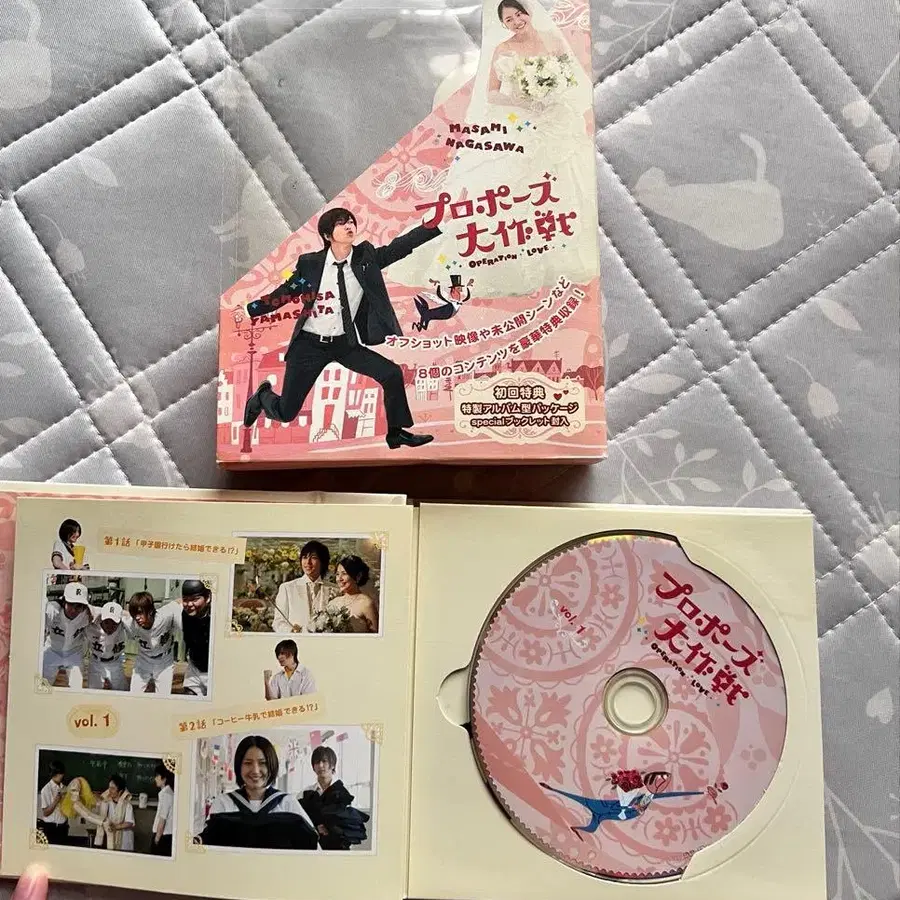 MASAMI
NAGASAWA
プロポーズ
大作戦
OPERATION LOVE
TOMOHISA
YAMASHITA
オフショット映像や未公開シーンなど
8個のコンテンツを豪華特典収録!
初回特典
特製アルバム型パッケージ
specialブックレット封入
第1話「甲子園行けたら結婚できる!?」
R
R
vol. 1
第2話「コーヒー牛乳で結婚できる!?」
vol. 1
プロポーズ
大作戦
OPERATION LOVE